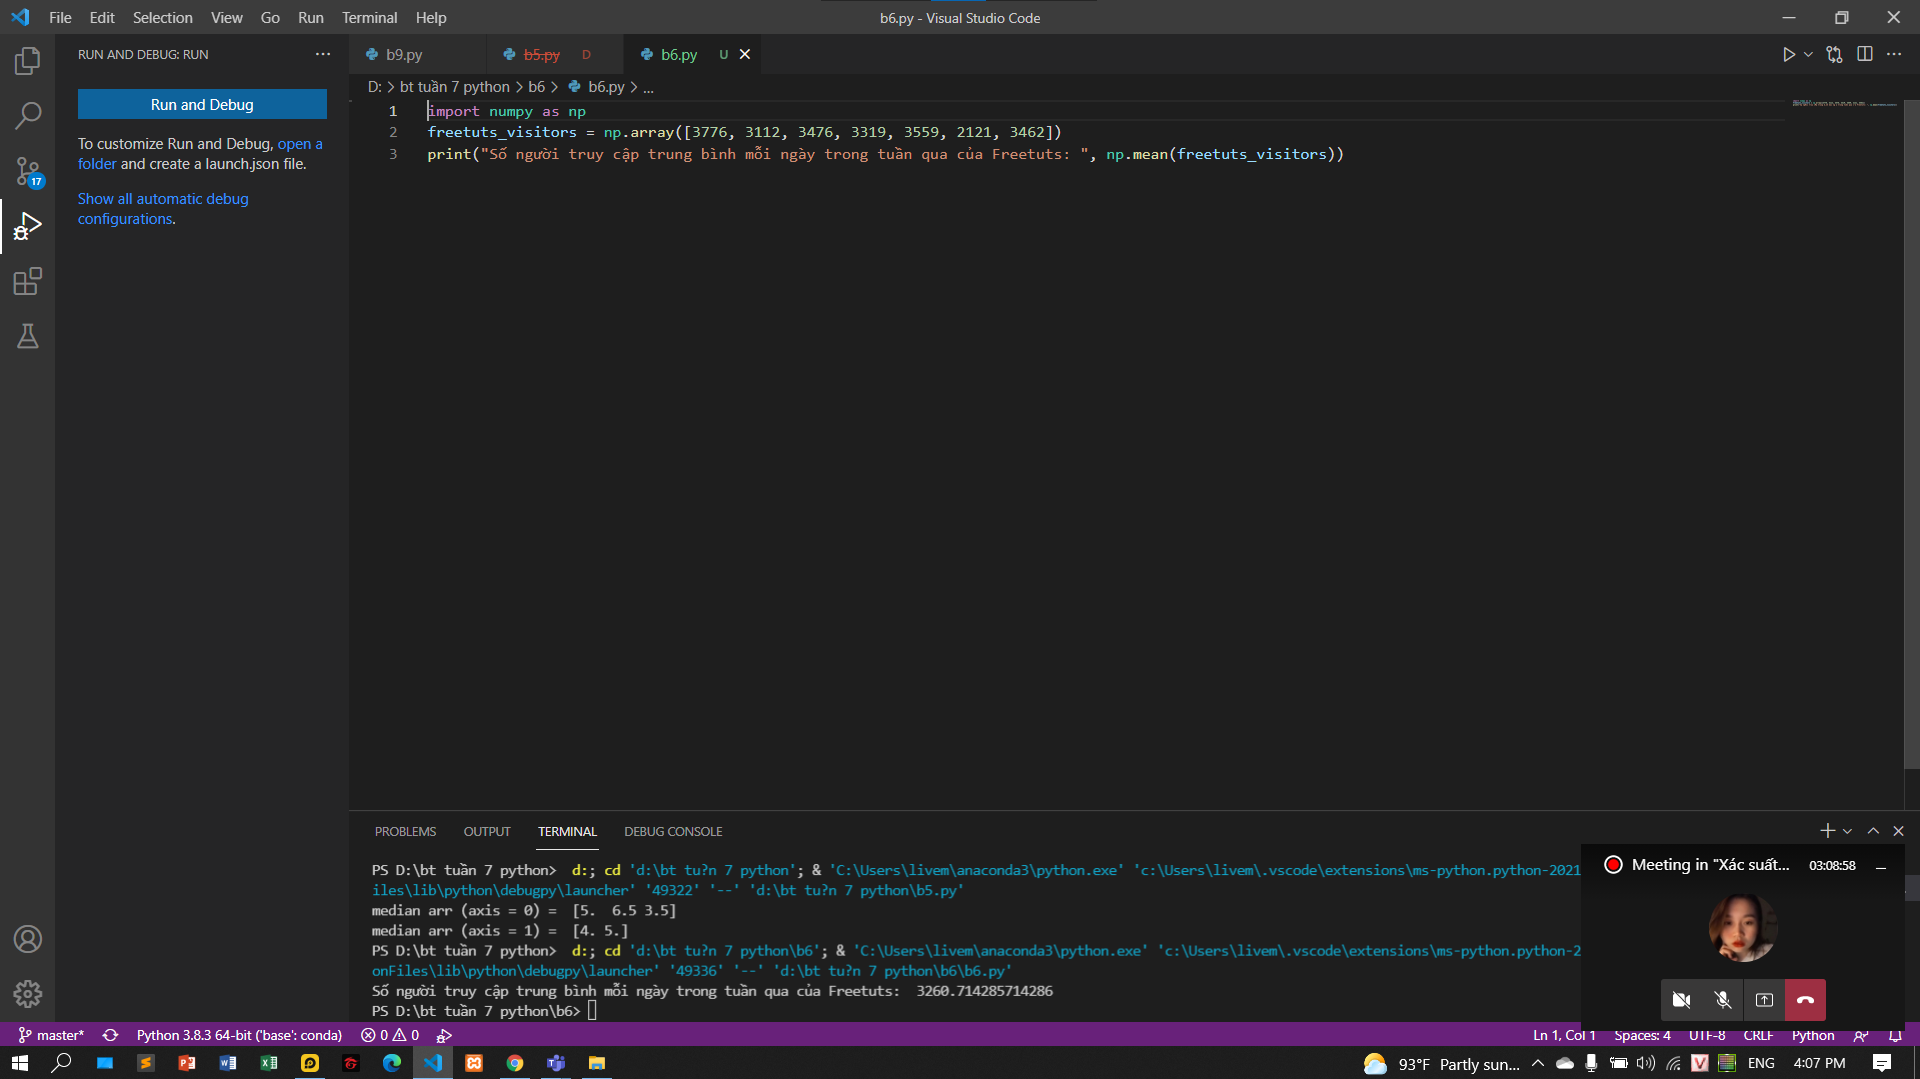 File Edit Selection View Go Run Terminal Help
b6.py - Visual Studio Code
RUN AND DEBUG: RUN
Run and Debug
To customize Run and Debug, open a
folder and create a launch.json file.
Show all automatic debug
configurations.
17
b9.py b5.py D b6.py U
D: > bt tuần 7 python > b6 > b6.py > ...
1 import numpy as np
2 freetuts_visitors = np.array([3776, 3112, 3476, 3319, 3559, 2121, 3462])
3 print("Số người truy cập trung bình mỗi ngày trong tuần qua của Freetuts: ", np.mean(freetuts_visitors))
PROBLEMS OUTPUT TERMINAL DEBUG CONSOLE
PS D:\bt tuần 7 python> d:; cd 'd:\bt tu?n 7 python'; & 'C:\Users\livem\anaconda3\python.exe' 'c:\Users\livem\.vscode\extensions\ms-python.python-2021
iles\lib\python\debugpy\launcher' '49322' '--' 'd:\bt tu?n 7 python\b5.py'
median arr (axis = 0) = [5. 6.5 3.5]
median arr (axis = 1) = [4. 5.]
PS D:\bt tuần 7 python> d:; cd 'd:\bt tu?n 7 python\b6'; & 'C:\Users\livem\anaconda3\python.exe' 'c:\Users\livem\.vscode\extensions\ms-python.python-2
onFiles\lib\python\debugpy\launcher' '49336' '--' 'd:\bt tu?n 7 python\b6\b6.py'
Số người truy cập trung bình mỗi ngày trong tuần qua của Freetuts: 3260.714285714286
PS D:\bt tuần 7 python\b6>
Meeting in "Xác suất... 03:08:58
master* Python 3.8.3 64-bit ('base': conda) 0 0
Ln 1, Col 1 Spaces: 4 UTF-8 CRLF Python
93°F Partly sun... ENG 4:07 PM